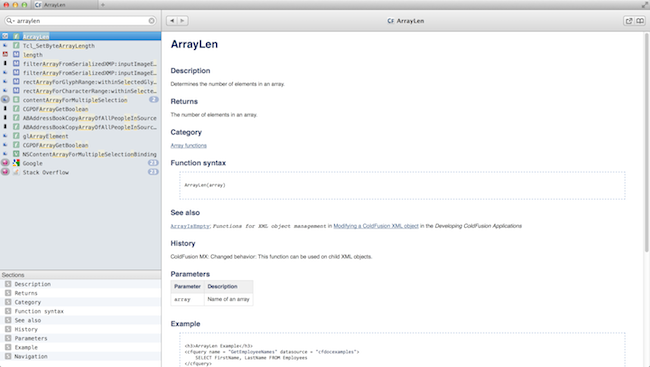 ArrayLen
arraylen
ArrayLen
ArrayLen
Tcl_SetByteArrayLength
length
filterArrayFromSerializedXMP:inputImageE…
filterArrayFromSerializedXMP:inputImageE…
rectArrayForGlyphRange:withinSelectedGly…
rectArrayForCharacterRange:withinSelecte…
contentArrayForMultipleSelection 2
CGPDFArrayGetBoolean
ABAddressBookCopyArrayOfAllPeopleInSource
ABAddressBookCopyArrayOfAllPeopleInSourc…
glArrayElement
CGPDFArrayGetBoolean
NSContentArrayForMultipleSelectionBinding
Google
Stack Overflow
Sections
Description
Returns
Category
Function syntax
See also
History
Parameters
Example
Navigation
ArrayLen
Description
Determines the number of elements in an array.
Returns
The number of elements in an array.
Category
Array functions
Function syntax
ArrayLen(array)
See also
ArrayIsEmpty; Functions for XML object management in Modifying a ColdFusion XML object in the Developing ColdFusion Applications
History
ColdFusion MX: Changed behavior: This function can be used on child XML objects.
Parameters
Parameter Description
array Name of an array
Example
<h3>ArrayLen Example</h3>
<cfquery name = "GetEmployeeNames" datasource = "cfdocexamples">
SELECT FirstName, LastName FROM Employees
</cfquery>